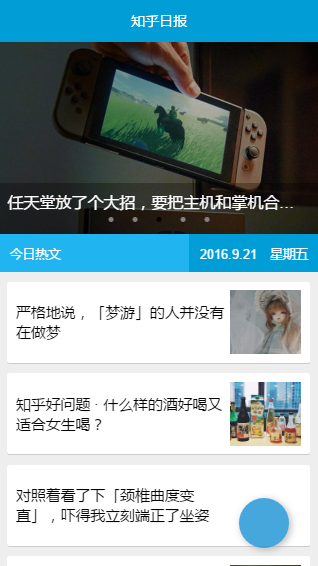 知乎日报
任天堂放了个大招，要把主机和掌机合...
今日热文
2016.9.21 星期五
严格地说，「梦游」的人并没有
在做梦
知乎好问题 · 什么样的酒好喝又
适合女生喝？
对照着看了下「颈椎曲度变
直」，吓得我立刻端正了坐姿